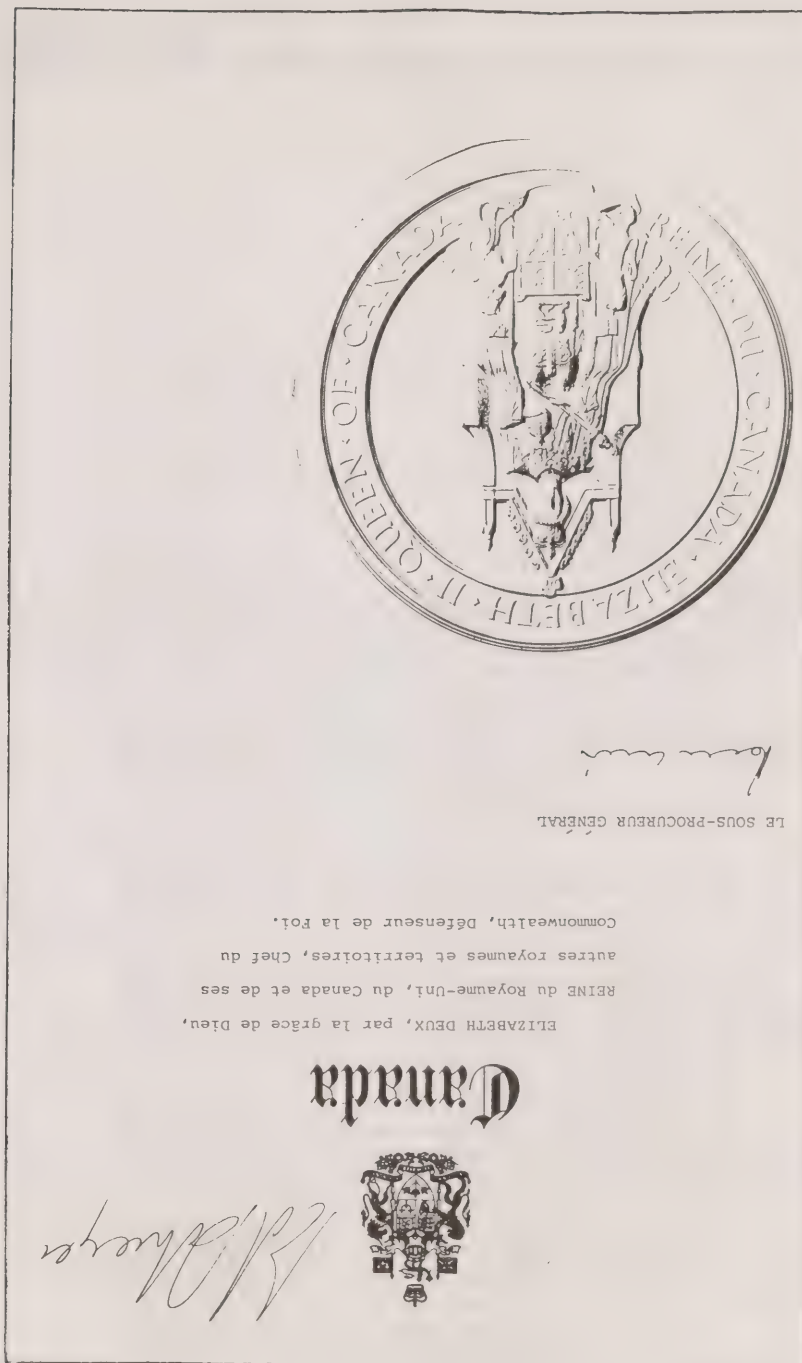 Canada
ELIZABETH DEUX, par la grâce de Dieu,
REINE du Royaume-Uni, du Canada et de ses
autres royaumes et territoires, Chef du
Commonwealth, Défenseur de la Foi.
LE SOUS-PROCUREUR GÉNÉRAL
REINE · DU · CANADA · ELIZABETH · II · QUEEN · OF · CANADA